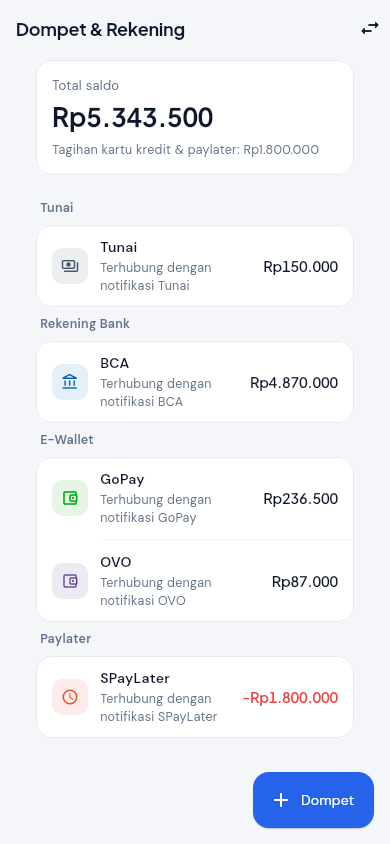 Dompet & Rekening
Total saldo
Rp5.343.500
Tagihan kartu kredit & paylater: Rp1.800.000
Tunai
Tunai
Terhubung dengan
notifikasi Tunai
Rp150.000
Rekening Bank
BCA
Terhubung dengan
notifikasi BCA
Rp4.870.000
E-Wallet
GoPay
Terhubung dengan
notifikasi GoPay
Rp236.500
OVO
Terhubung dengan
notifikasi OVO
Rp87.000
Paylater
SPayLater
Terhubung dengan
notifikasi SPayLater
-Rp1.800.000
Dompet